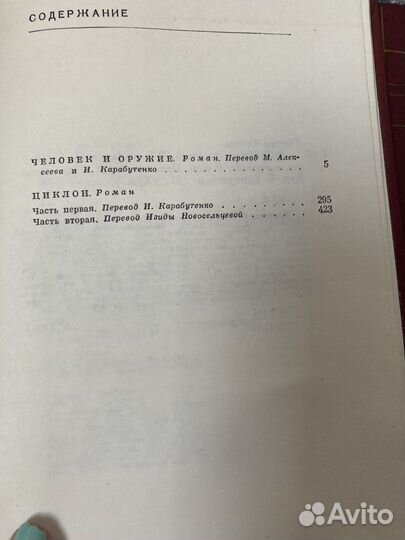 СОДЕРЖАНИЕ
ЧЕЛОВЕК И ОРУЖИЕ. Роман. Перевод М. Алек-
сеева и И. Карабутенко . . . . . . . . . . . . . . 5
ЦИКЛОН. Роман
Часть первая. Перевод И. Карабутенко . . . . . . . . 295
Часть вторая. Перевод Изиды Новосельцевой . . . . . 423
Avito